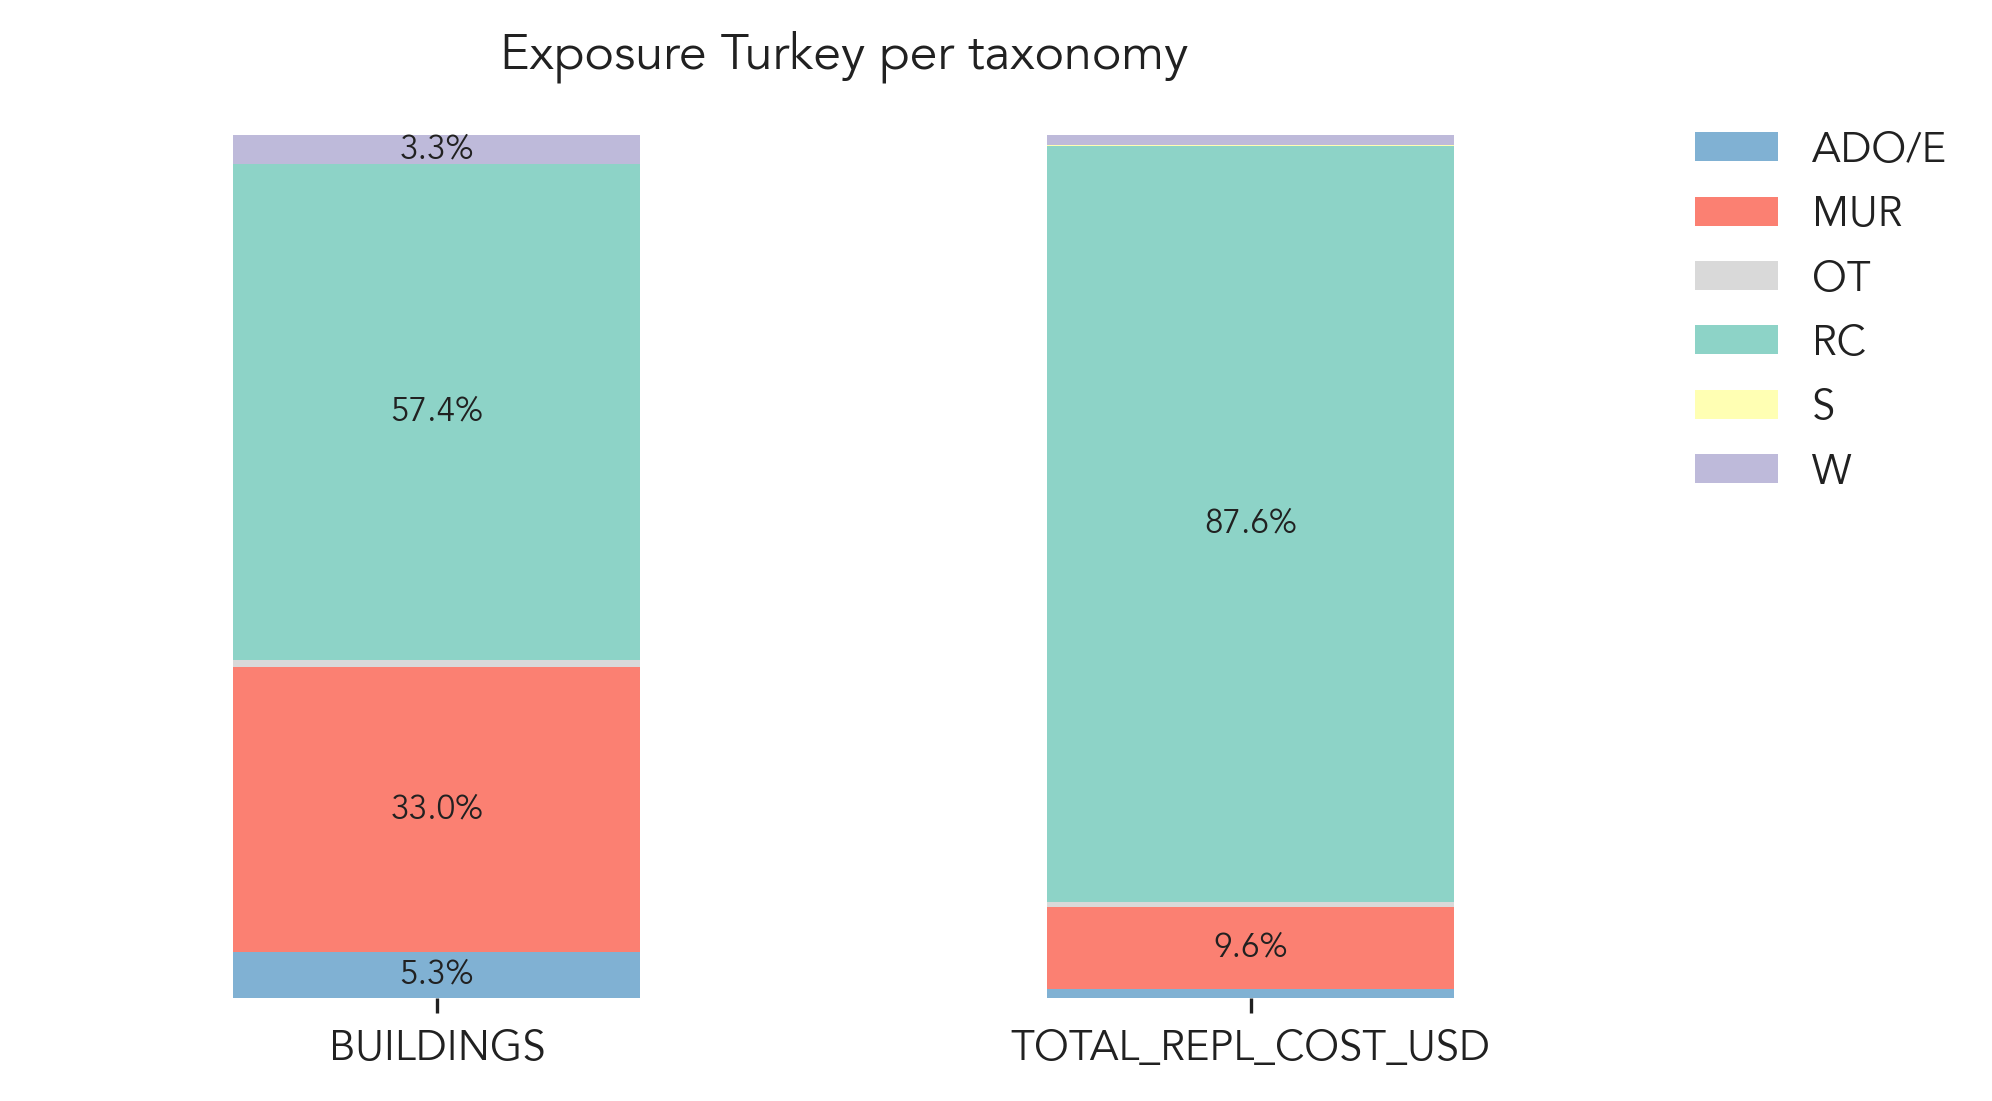 Exposure Turkey per taxonomy
3.3%
57.4%
33.0%
5.3%
BUILDINGS
87.6%
9.6%
TOTAL_REPL_COST_USD
ADO/E
MUR
OT
RC
S
W